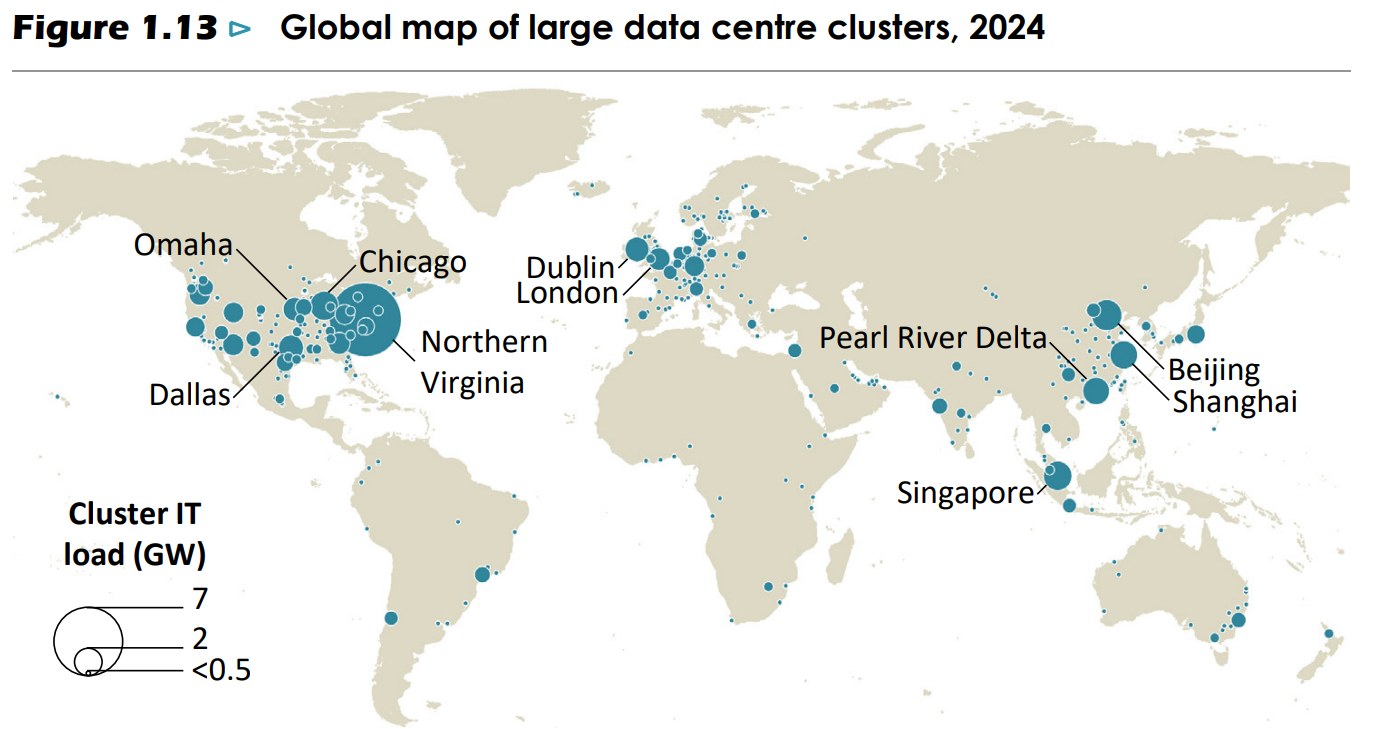 Figure 1.13 ▷ Global map of large data centre clusters, 2024
Omaha
Chicago
Dublin
London
Northern
Virginia
Pearl River Delta
Beijing
Shanghai
Dallas
Singapore
Cluster IT
load (GW)
7
2
<0.5